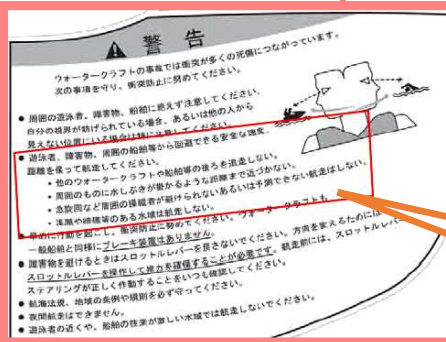 警告
ウォータークラフトの事故では衝突が多くの死傷につながっています。
次の事項を守り、衝突防止に努めてください。
● 周囲の遊泳者、障害物、船舶に絶えず注意してください。
自分の視界が妨げられている場合、あるいは他の人から
見えない位置にいる場合は特に注意してください。
● 遊泳者、障害物、周囲の船舶等から回避できる安全な速度、
距離を保って航走してください。
・他のウォータークラフトや船舶等の後ろを追走しない。
・周囲のものに水しぶきが掛かるような距離まで近づかない。
・急旋回など周囲の操縦者が避けられないあるいは予測できない航走はしない。
・浅瀬や暗礁等のある水域は航走しない。
● 早めに行動を起こし、衝突防止に努めてください。ウォータークラフトも
一般船舶と同様にブレーキ装置はありません。
● 障害物を避けるときはスロットルレバーを戻さないでください。方向を変えるためには
スロットルレバーを操作して推力を確保することが必要です。航走前には、スロットルレバー
ステアリングが正しく作動することをいつも確認してください。
● 航海法規、地域の条例や規則を必ず守ってください。
● 夜間航走はできません。
● 遊泳者の近くや、船舶の往来が激しい水域では航走しないでください。